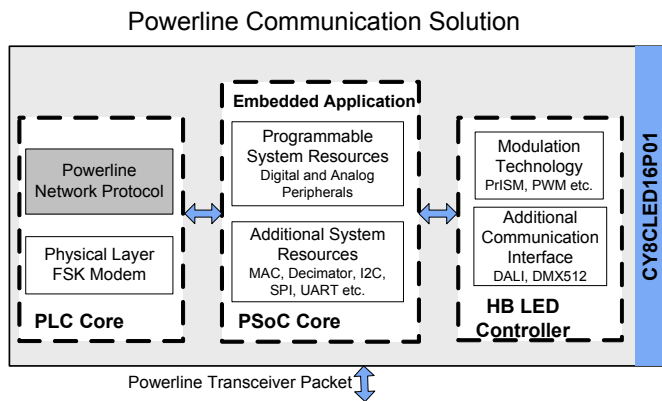 Powerline Communication Solution
Embedded Application
Powerline
Network Protocol
Physical Layer
FSK Modem
PLC Core
Programmable
System Resources
Digital and Analog
Peripherals
Additional System
Resources
MAC, Decimator, I2C,
SPI, UART etc.
PSoC Core
Modulation
Technology
PrISM, PWM etc.
Additional
Communication
Interface
DALI, DMX512
HB LED
Controller
CY8CLED16P01
Powerline Transceiver Packet